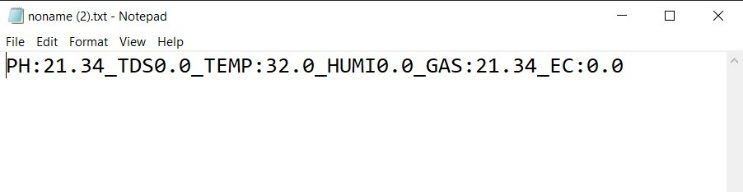 noname (2).txt - Notepad
File Edit Format View Help
PH:21.34_TDS0.0_TEMP:32.0_HUMI0.0_GAS:21.34_EC:0.0